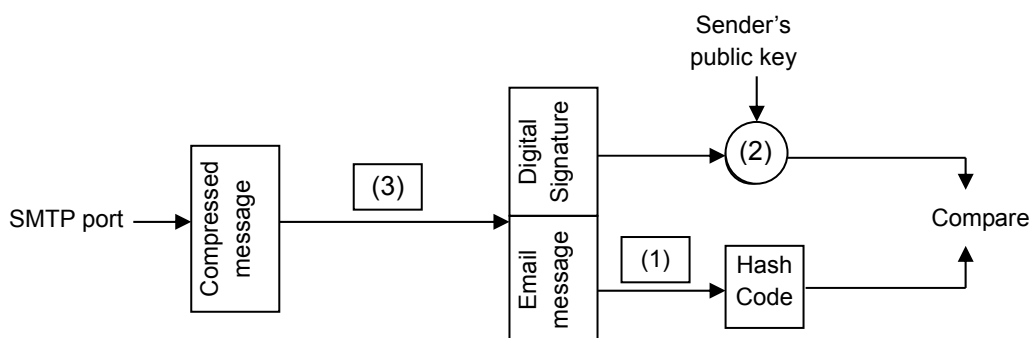 Sender’s
public key
(2)
Digital
Signature
(3)
Compressed
message
SMTP port
Compare
Email
message
(1)
Hash
Code